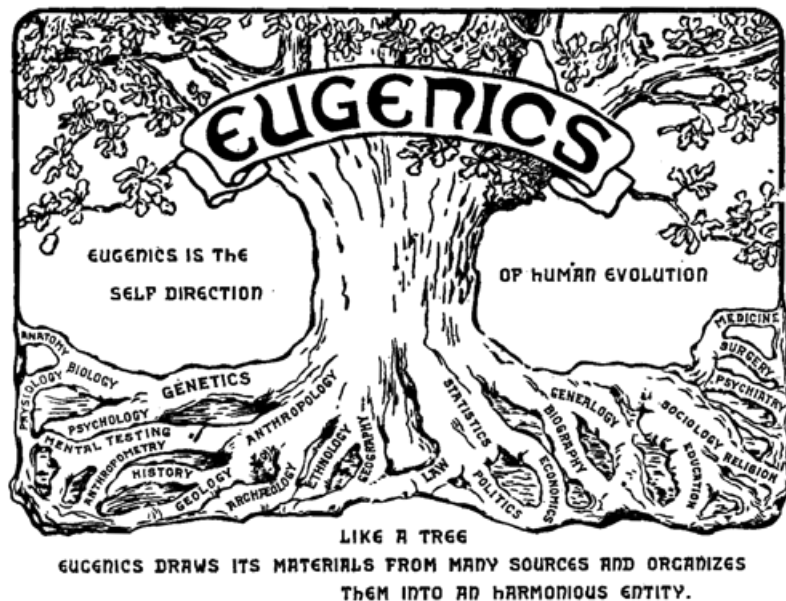 EUGENICS
EUGENICS IS THE
SELF DIRECTION
OF HUMAN EVOLUTION
ANATOMY
PHYSIOLOGY
BIOLOGY
GENETICS
PSYCHOLOGY
MENTAL TESTING
ANTHROPOMETRY
HISTORY
GEOLOGY
ANTHROPOLOGY
ARCHÆOLOGY
ETHNOLOGY
GEOGRAPHY
LAW
STATISTICS
POLITICS
ECONOMICS
GENEALOGY
BIOGRAPHY
SOCIOLOGY
EDUCATION
RELIGION
MEDICINE
SURGERY
PSYCHIATRY
LIKE A TREE
EUGENICS DRAWS ITS MATERIALS FROM MANY SOURCES AND ORGANIZES
THEM INTO AN HARMONIOUS ENTITY.